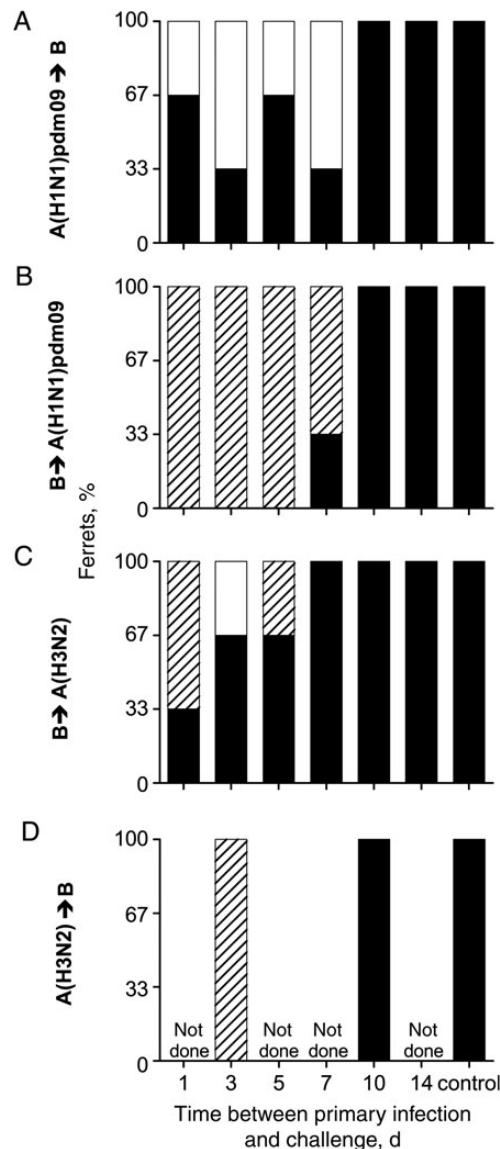 A
A(H1N1)pdm09 ➔ B
100
67
33
0
B
B➔ A(H1N1)pdm09
100
67
33
0
Ferrets, %
C
B➔ A(H3N2)
100
67
33
0
D
A(H3N2) ➔B
100
67
33
0
Not done
Not done
Not done
Not done
1 3 5 7 10 14 control
Time between primary infection
and challenge, d